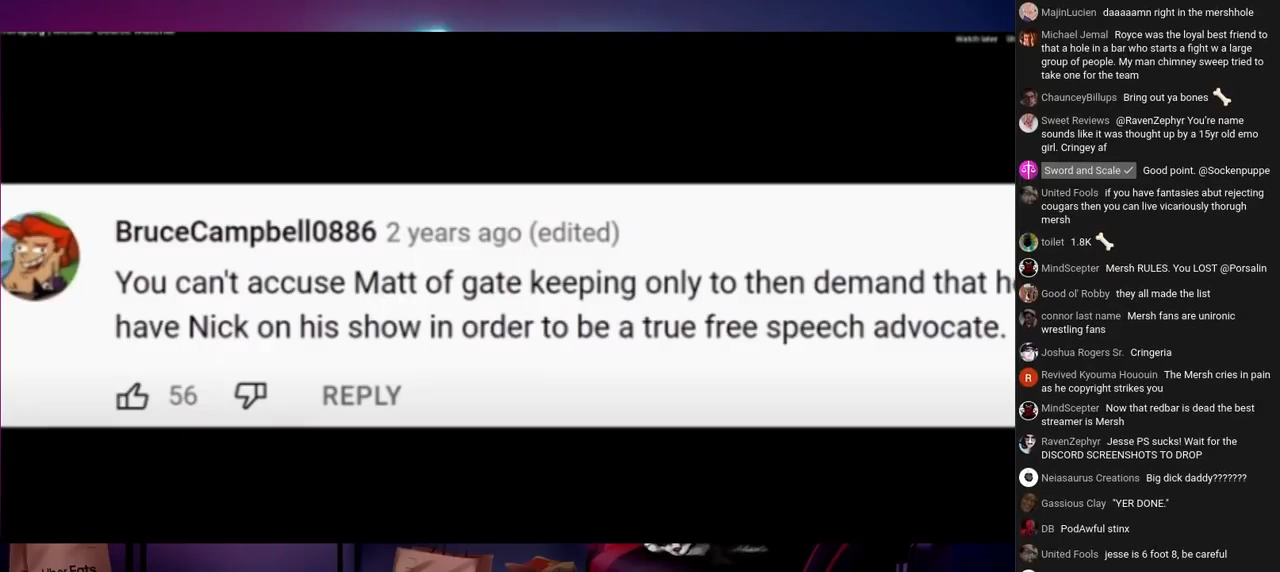 Watch later
BruceCampbell0886 2 years ago (edited)
You can't accuse Matt of gate keeping only to then demand that
have Nick on his show in order to be a true free speech advocate.
56 REPLY
Uber Eats
MajinLucien daaaaamn right in the mershhole
Michael Jemal Royce was the loyal best friend to
that a hole in a bar who starts a fight w a large
group of people. My man chimney sweep tried to
take one for the team
ChaunceyBillups Bring out ya bones
Sweet Reviews @RavenZephyr You're name
sounds like it was thought up by a 15yr old emo
girl. Cringey af
Sword and Scale Good point. @Sockenpuppe
United Fools if you have fantasies abut rejecting
cougars then you can live vicariously thorugh
mersh
toilet 1.8K
MindScepter Mersh RULES. You LOST @Porsalin
Good ol' Robby they all made the list
connor last name Mersh fans are unironic
wrestling fans
Joshua Rogers Sr. Cringeria
R Revived Kyouma Hououin The Mersh cries in pain
as he copyright strikes you
MindScepter Now that redbar is dead the best
streamer is Mersh
RavenZephyr Jesse PS sucks! Wait for the
DISCORD SCREENSHOTS TO DROP
Neiasaurus Creations Big dick daddy???????
Gassious Clay "YER DONE."
DB PodAwful stinx
United Fools jesse is 6 foot 8, be careful